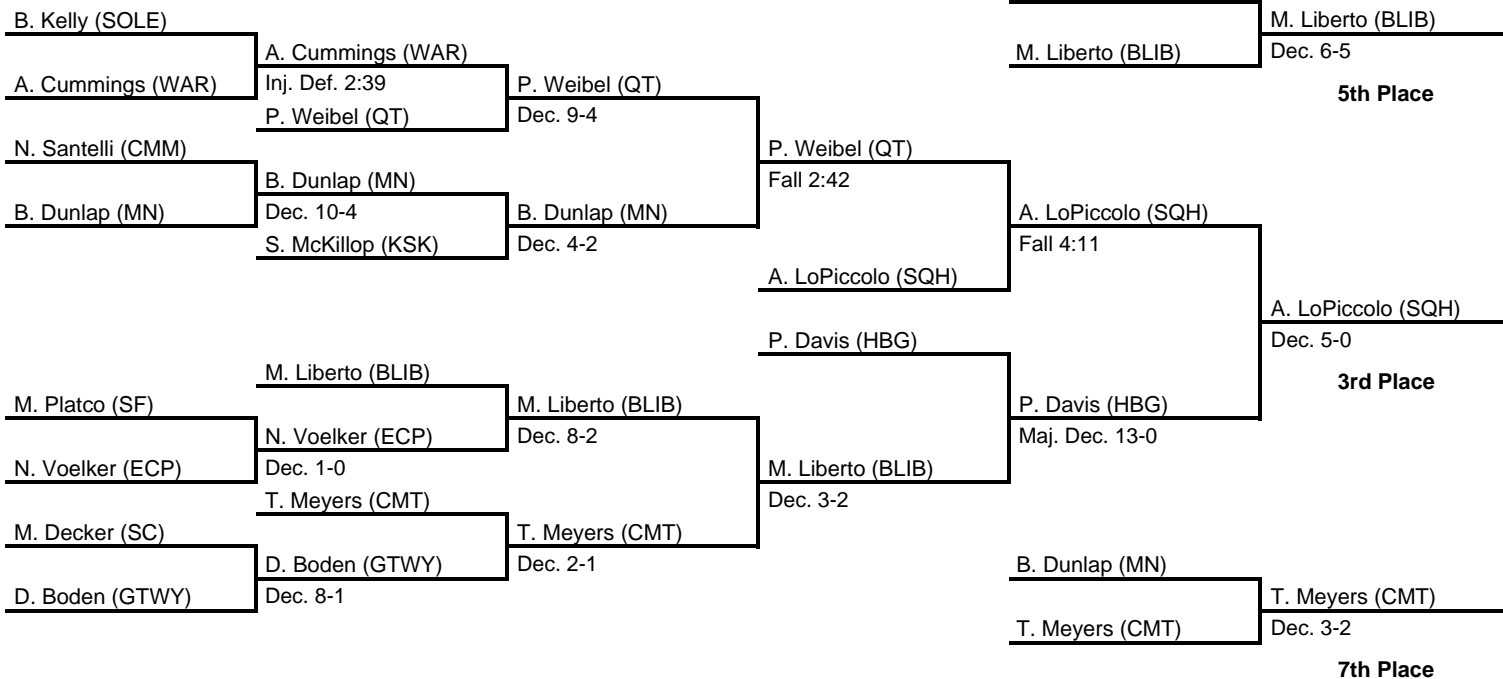 B. Kelly (SOLE)
M. Liberto (BLIB)
A. Cummings (WAR)
M. Liberto (BLIB)
Dec. 6-5
A. Cummings (WAR)
Inj. Def. 2:39
P. Weibel (QT)
5th Place
P. Weibel (QT)
Dec. 9-4
N. Santelli (CMM)
P. Weibel (QT)
B. Dunlap (MN)
Fall 2:42
B. Dunlap (MN)
Dec. 10-4
B. Dunlap (MN)
A. LoPiccolo (SQH)
S. McKillop (KSK)
Dec. 4-2
Fall 4:11
A. LoPiccolo (SQH)
A. LoPiccolo (SQH)
P. Davis (HBG)
Dec. 5-0
M. Liberto (BLIB)
3rd Place
M. Platco (SF)
M. Liberto (BLIB)
P. Davis (HBG)
N. Voelker (ECP)
Dec. 8-2
Maj. Dec. 13-0
N. Voelker (ECP)
Dec. 1-0
M. Liberto (BLIB)
T. Meyers (CMT)
Dec. 3-2
M. Decker (SC)
T. Meyers (CMT)
D. Boden (GTWY)
Dec. 2-1
B. Dunlap (MN)
D. Boden (GTWY)
Dec. 8-1
T. Meyers (CMT)
T. Meyers (CMT)
Dec. 3-2
7th Place